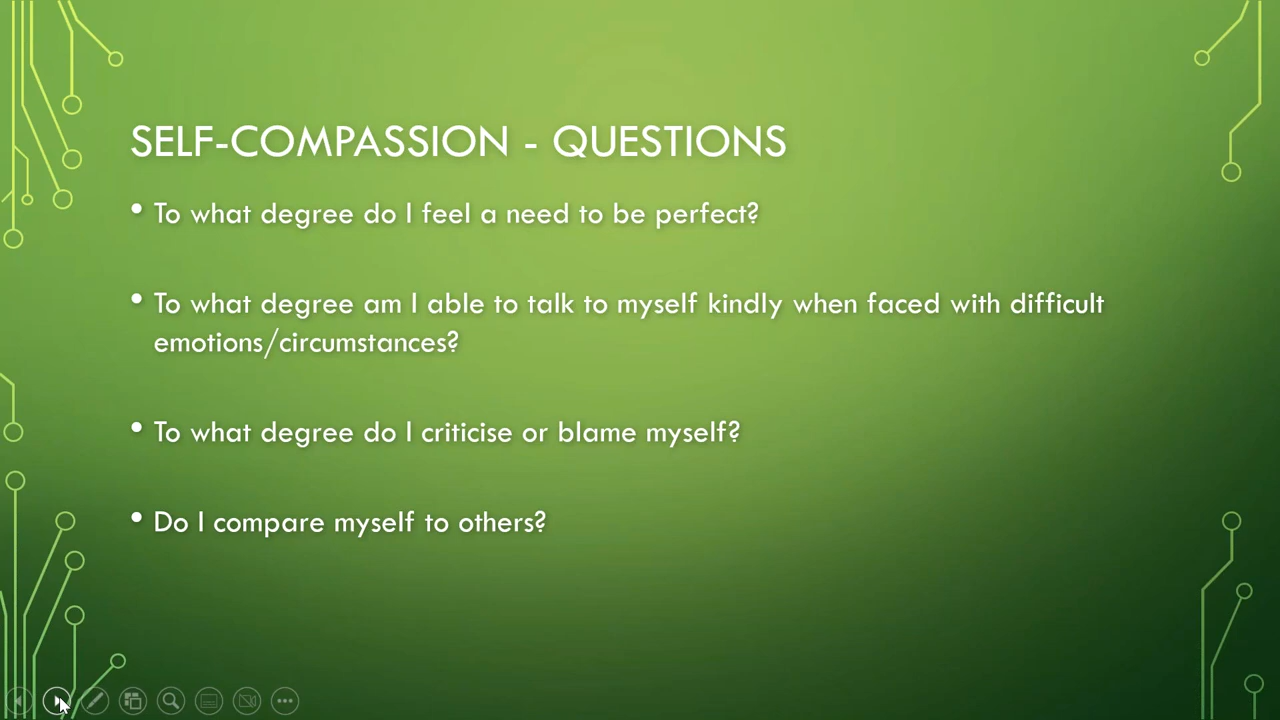 SELF-COMPASSION - QUESTIONS
• To what degree do I feel a need to be perfect?
• To what degree am I able to talk to myself kindly when faced with difficult
emotions/circumstances?
• To what degree do I criticise or blame myself?
• Do I compare myself to others?